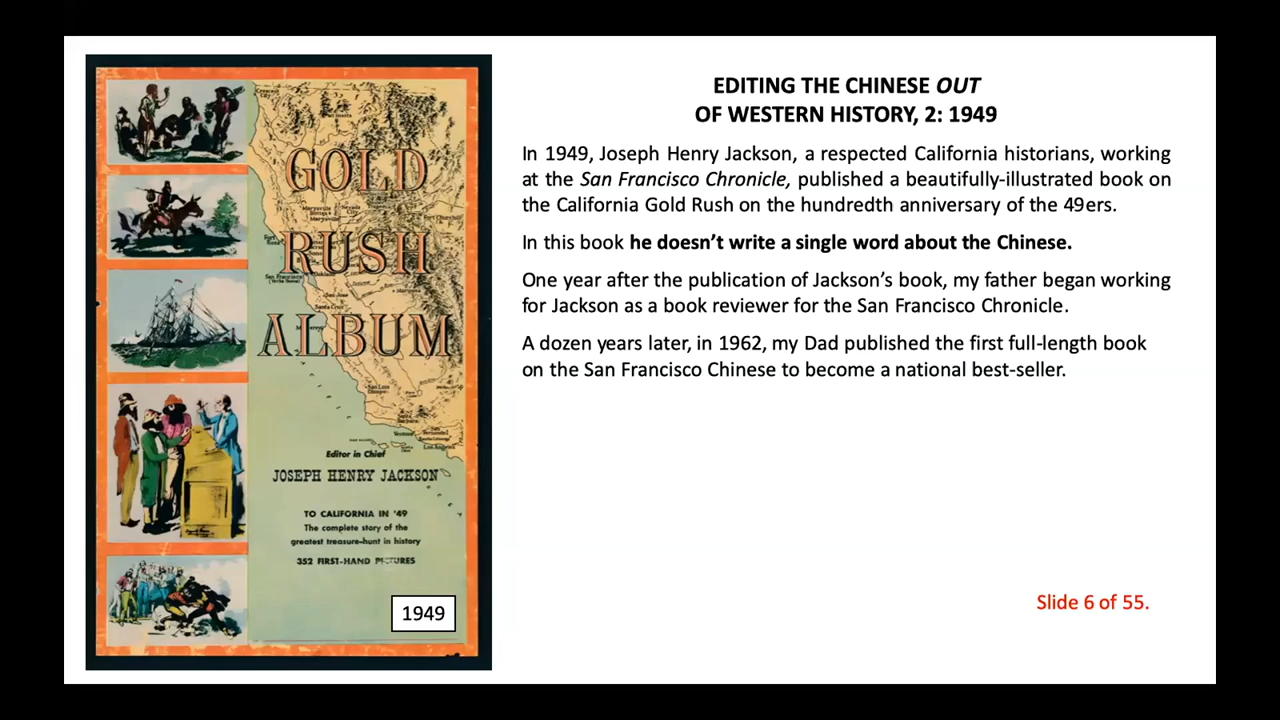 GOLD
RUSH
ALBUM
Editor in Chief
JOSEPH HENRY JACKSON
TO CALIFORNIA IN '49
The complete story of the
greatest treasure-hunt in history
352 FIRST-HAND PICTURES
1949
EDITING THE CHINESE OUT
OF WESTERN HISTORY, 2: 1949
In 1949, Joseph Henry Jackson, a respected California historians, working
at the San Francisco Chronicle, published a beautifully-illustrated book on
the California Gold Rush on the hundredth anniversary of the 49ers.
In this book he doesn't write a single word about the Chinese.
One year after the publication of Jackson's book, my father began working
for Jackson as a book reviewer for the San Francisco Chronicle.
A dozen years later, in 1962, my Dad published the first full-length book
on the San Francisco Chinese to become a national best-seller.
Slide 6 of 55.